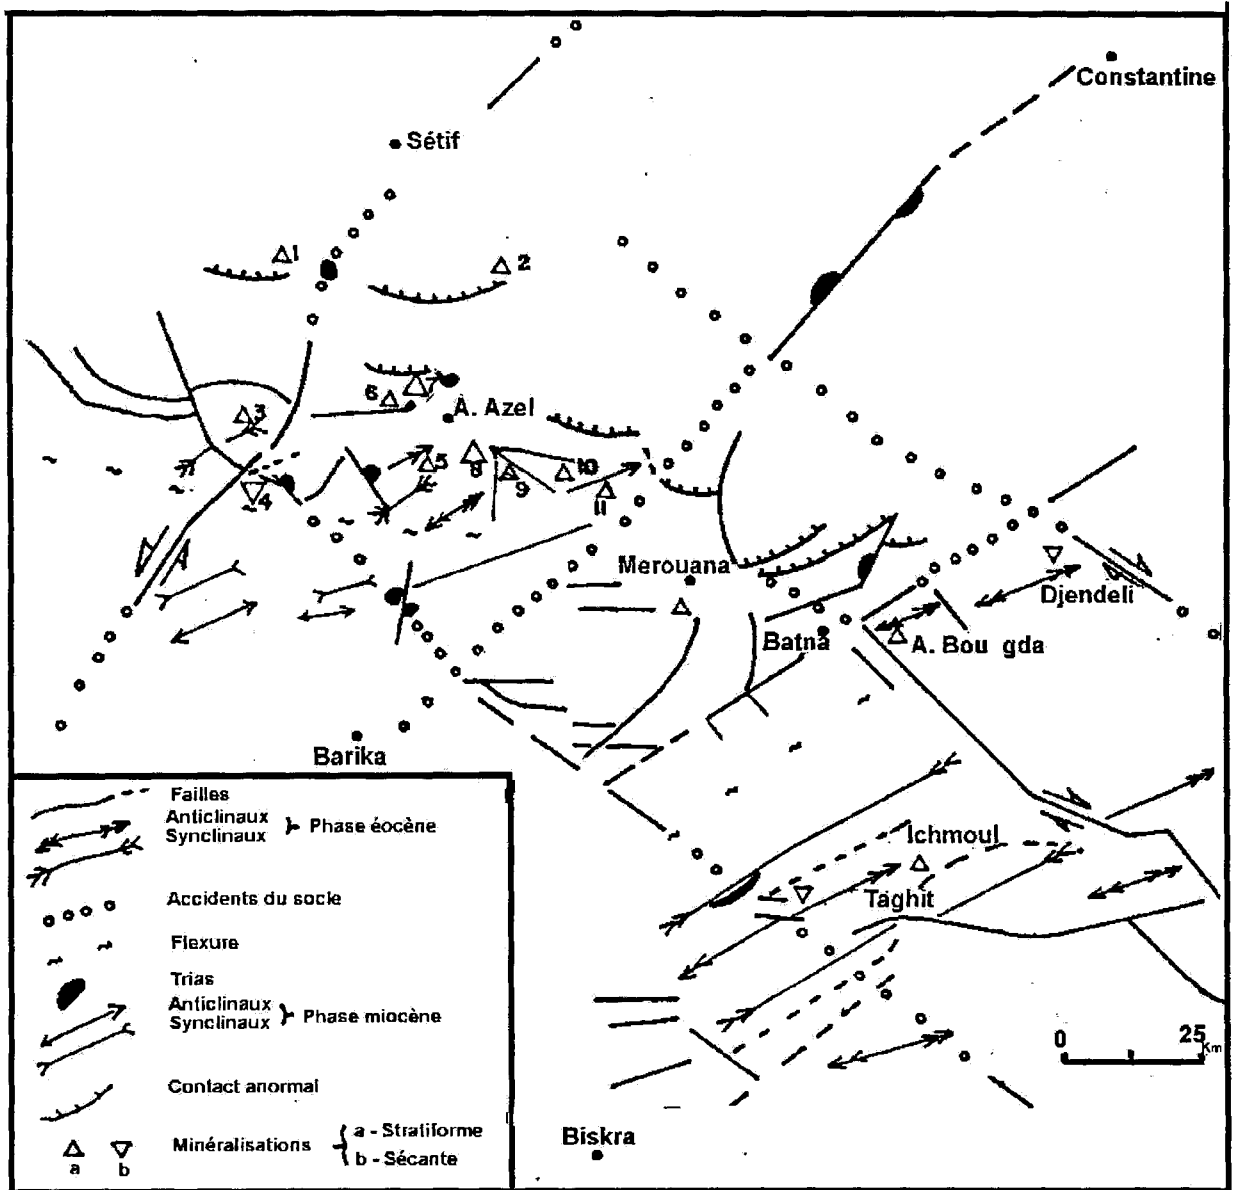 Constantine
Sétif
1
2
6
7
A. Azel
3
5
8
9
10
4
11
Merouana
Djendeli
Batna
A. Bou gda
Barika
Ichmoul
Taghit
0 25
Km
Biskra
Failles
Anticlinaux
Synclinaux
Phase éocène
Accidents du socle
Flexure
Trias
Anticlinaux
Synclinaux
Phase miocène
Contact anormal
Minéralisations
a - Stratiforme
b - Sécante
a b